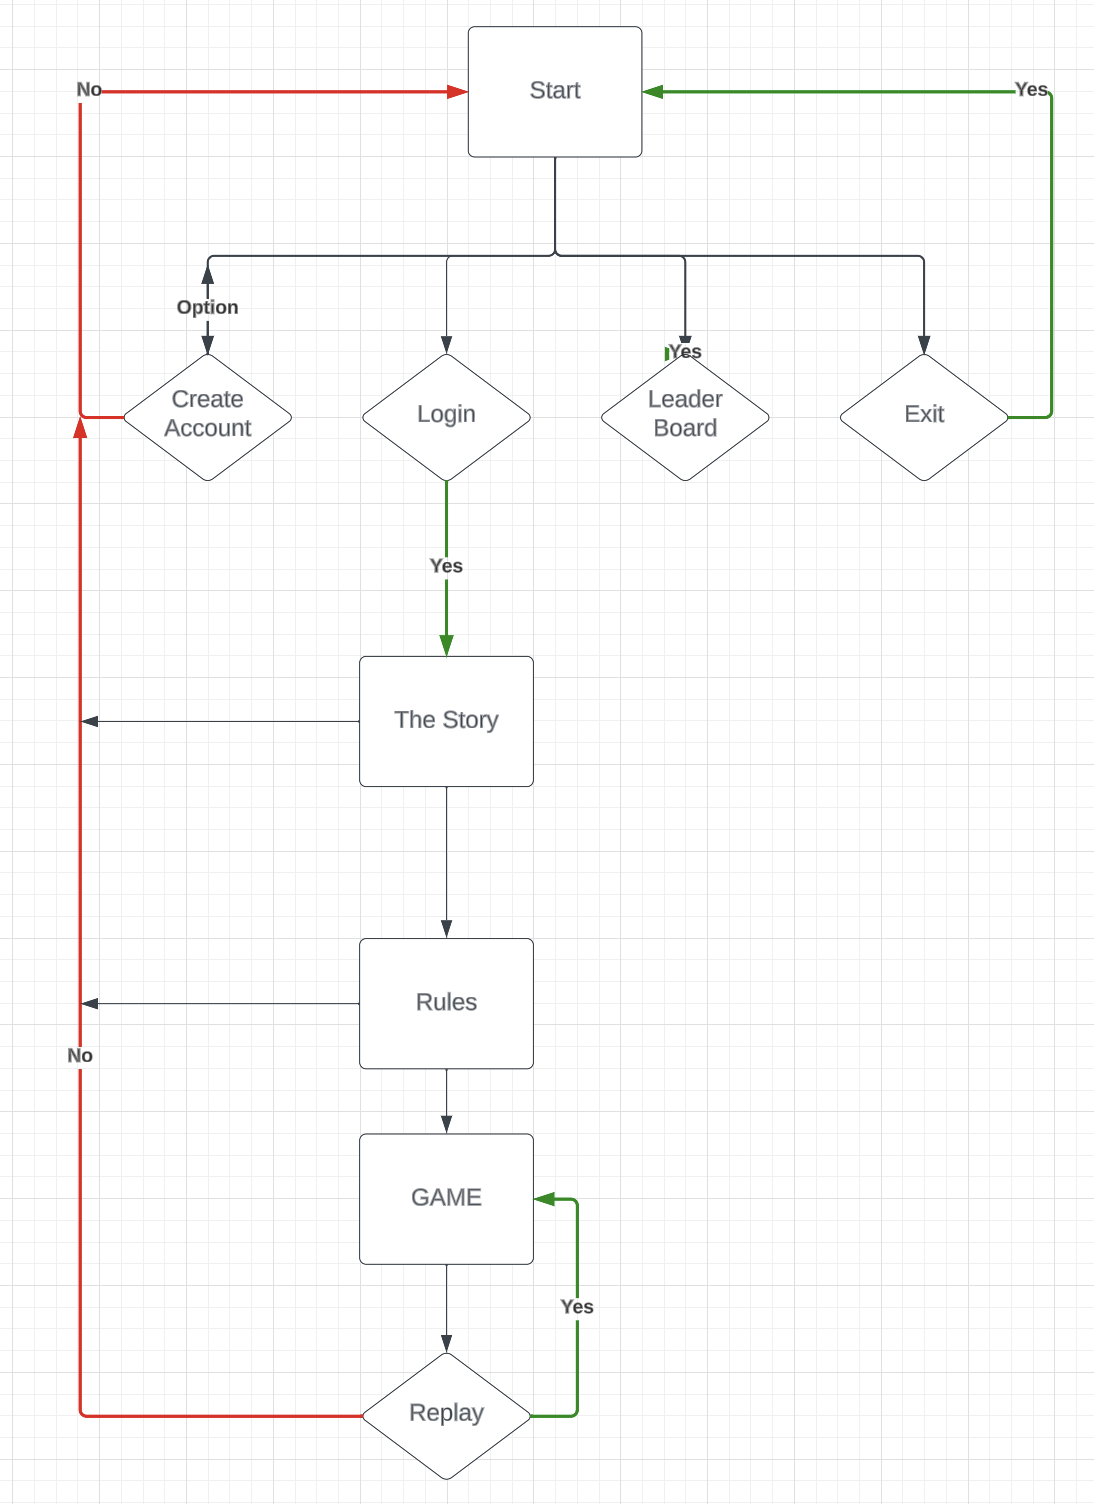 No
Start
Yes
Option
Yes
Create
Account
Login
Leader
Board
Exit
Yes
The Story
Rules
No
GAME
Yes
Replay